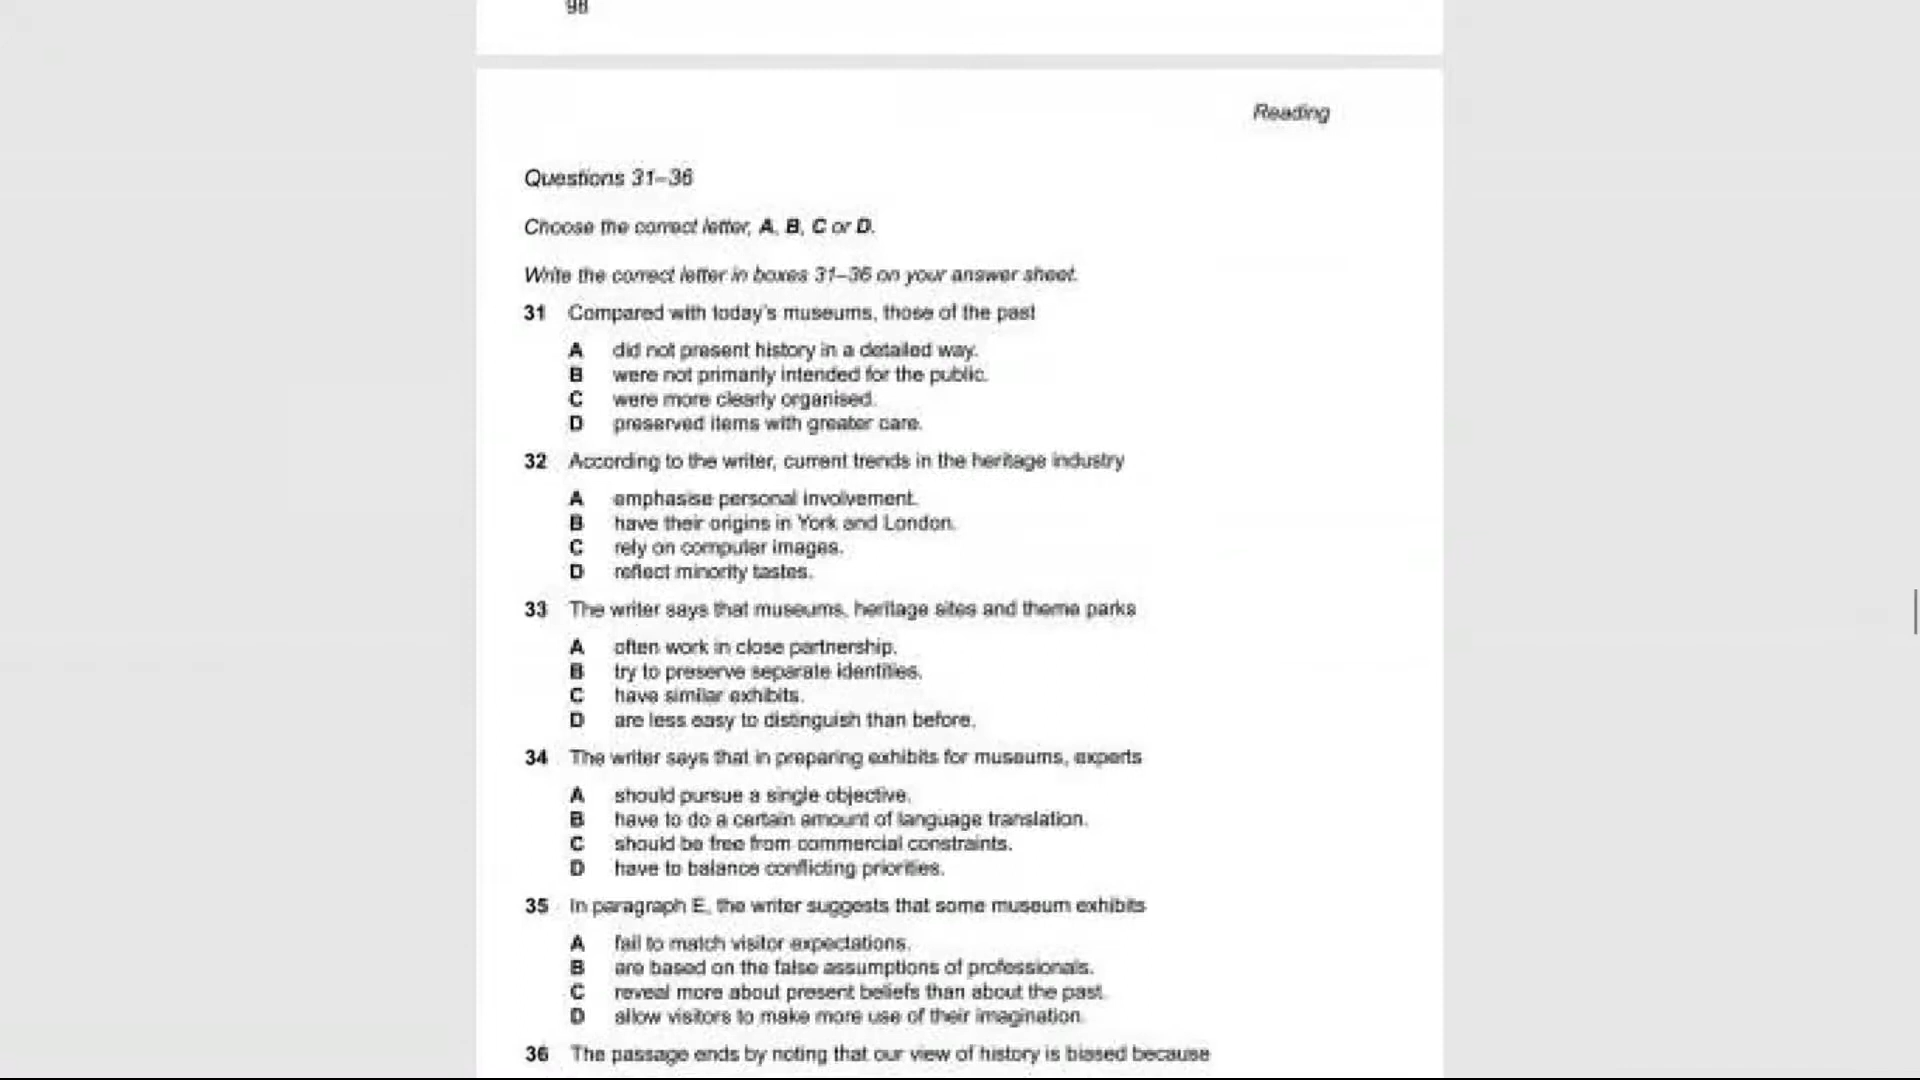 98
Reading
Questions 31–36
Choose the correct letter, A, B, C or D.
Write the correct letter in boxes 31–36 on your answer sheet.
31 Compared with today's museums, those of the past
A did not present history in a detailed way.
B were not primarily intended for the public.
C were more clearly organised.
D preserved items with greater care.
32 According to the writer, current trends in the heritage industry
A emphasise personal involvement.
B have their origins in York and London.
C rely on computer images.
D reflect minority tastes.
33 The writer says that museums, heritage sites and theme parks
A often work in close partnership.
B try to preserve separate identities.
C have similar exhibits.
D are less easy to distinguish than before.
34 The writer says that in preparing exhibits for museums, experts
A should pursue a single objective.
B have to do a certain amount of language translation.
C should be free from commercial constraints.
D have to balance conflicting priorities.
35 In paragraph E, the writer suggests that some museum exhibits
A fail to match visitor expectations.
B are based on the false assumptions of professionals.
C reveal more about present beliefs than about the past.
D allow visitors to make more use of their imagination.
36 The passage ends by noting that our view of history is biased because